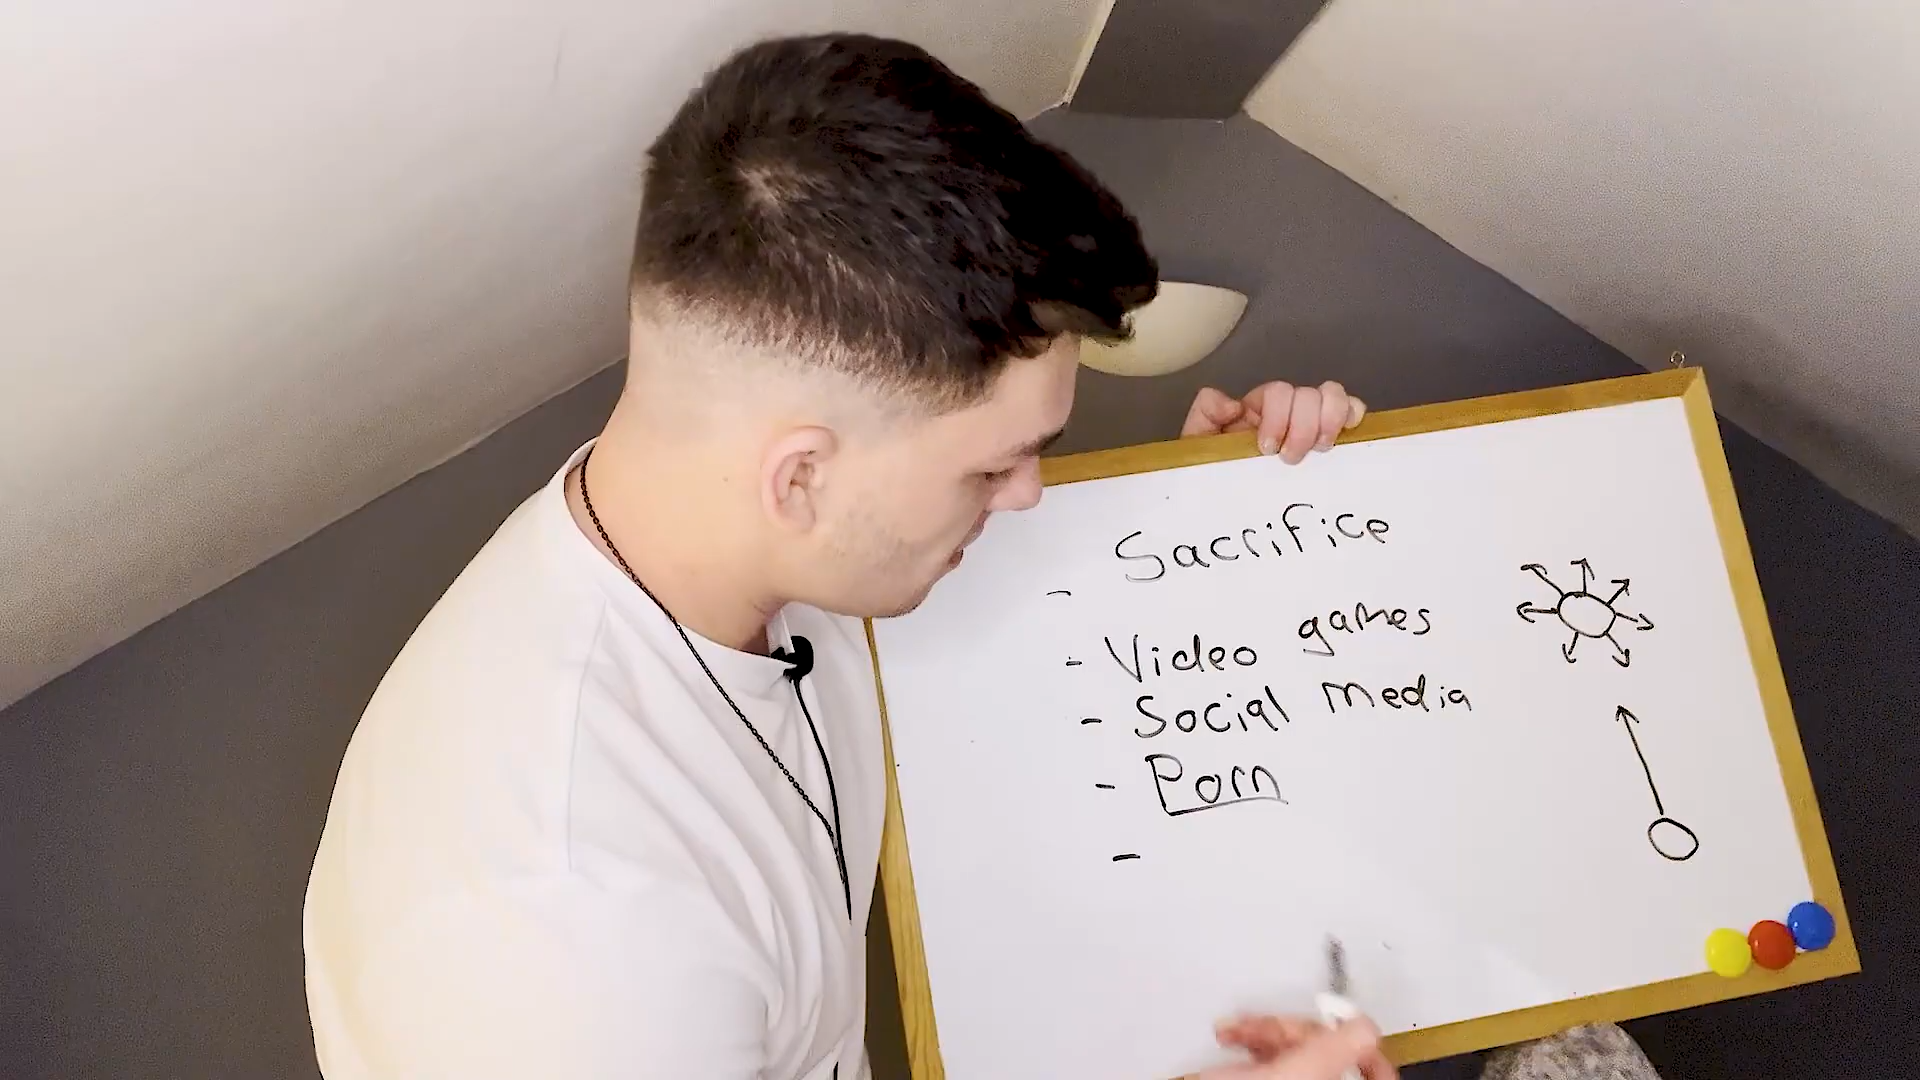 Sacrifice
-
- Video games
- Social media
- Porn
-